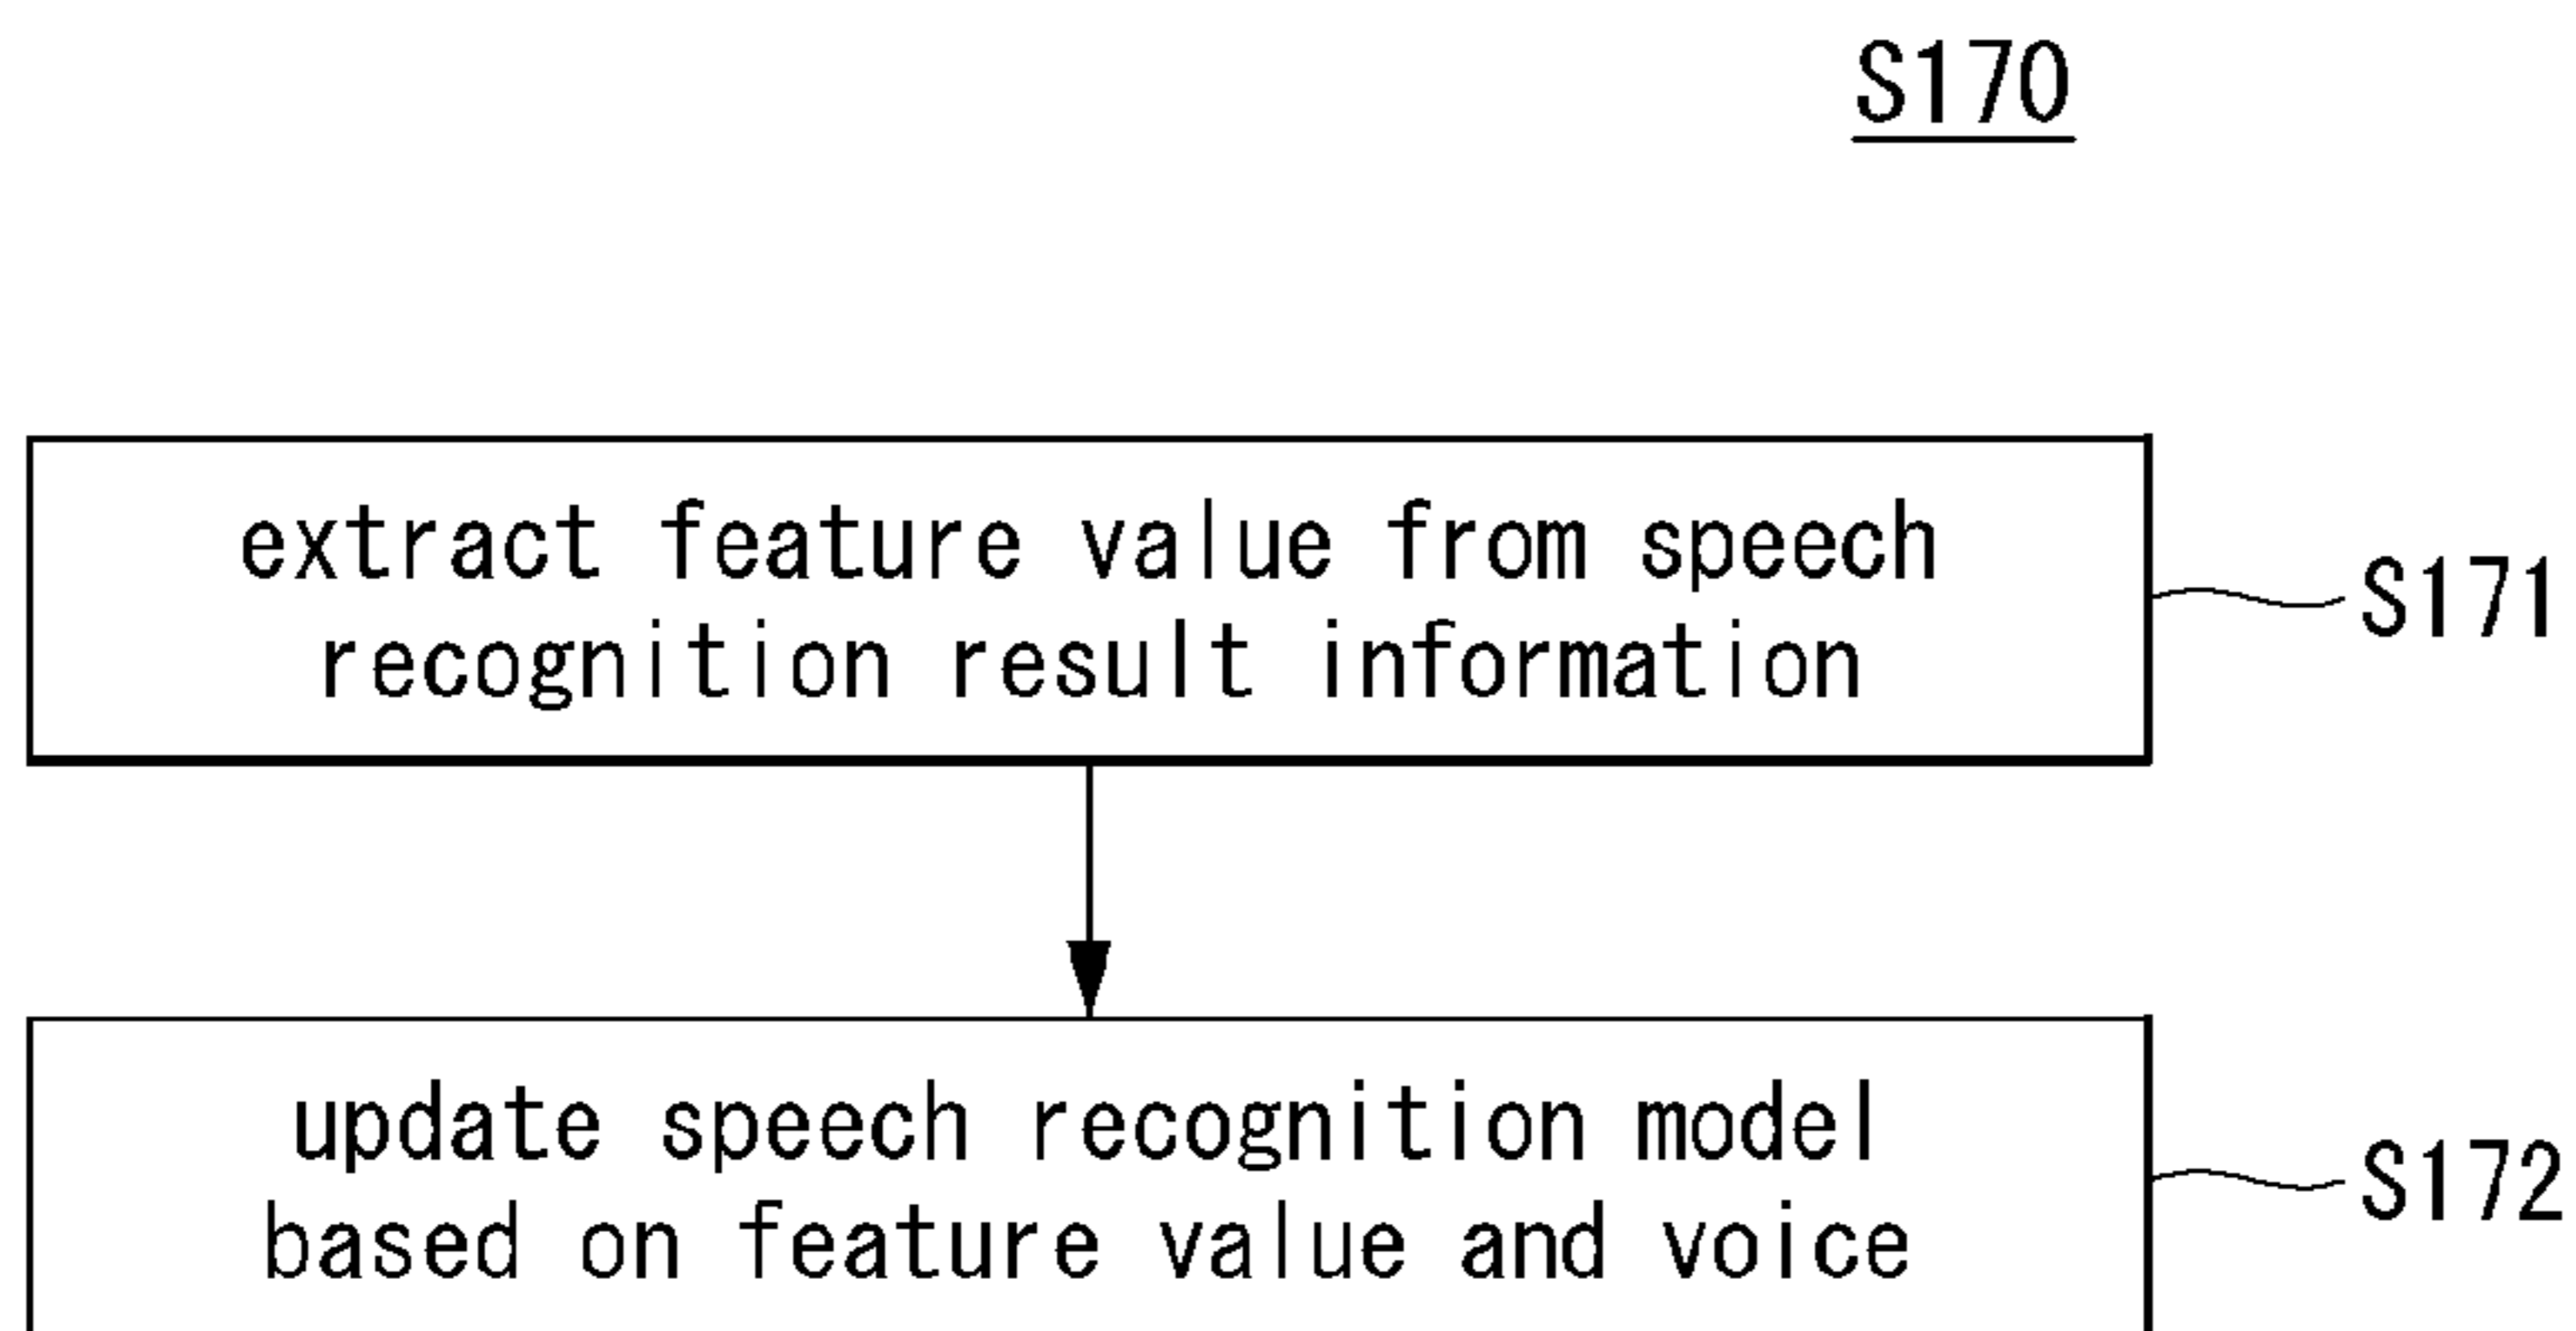 S170
extract feature value from speech
recognition result information
S171
update speech recognition model
based on feature value and voice
S172